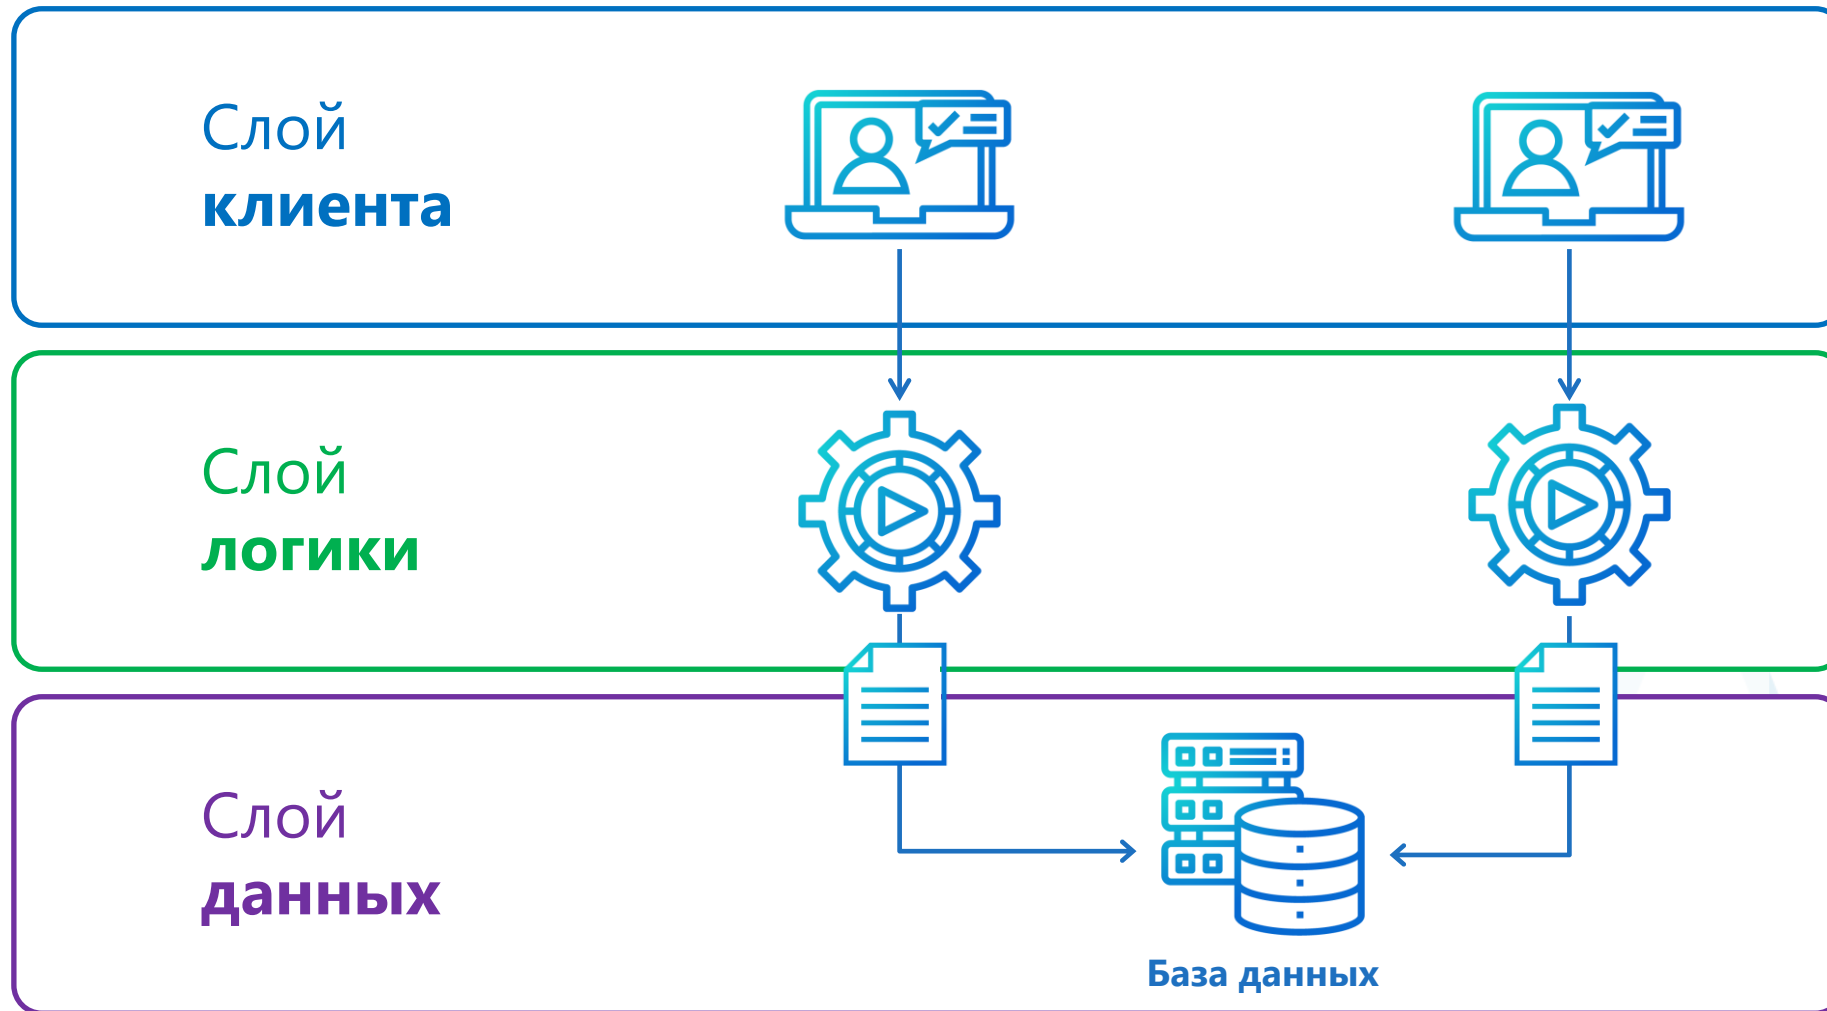 Слой
клиента
Слой
логики
Слой
данных
База данных